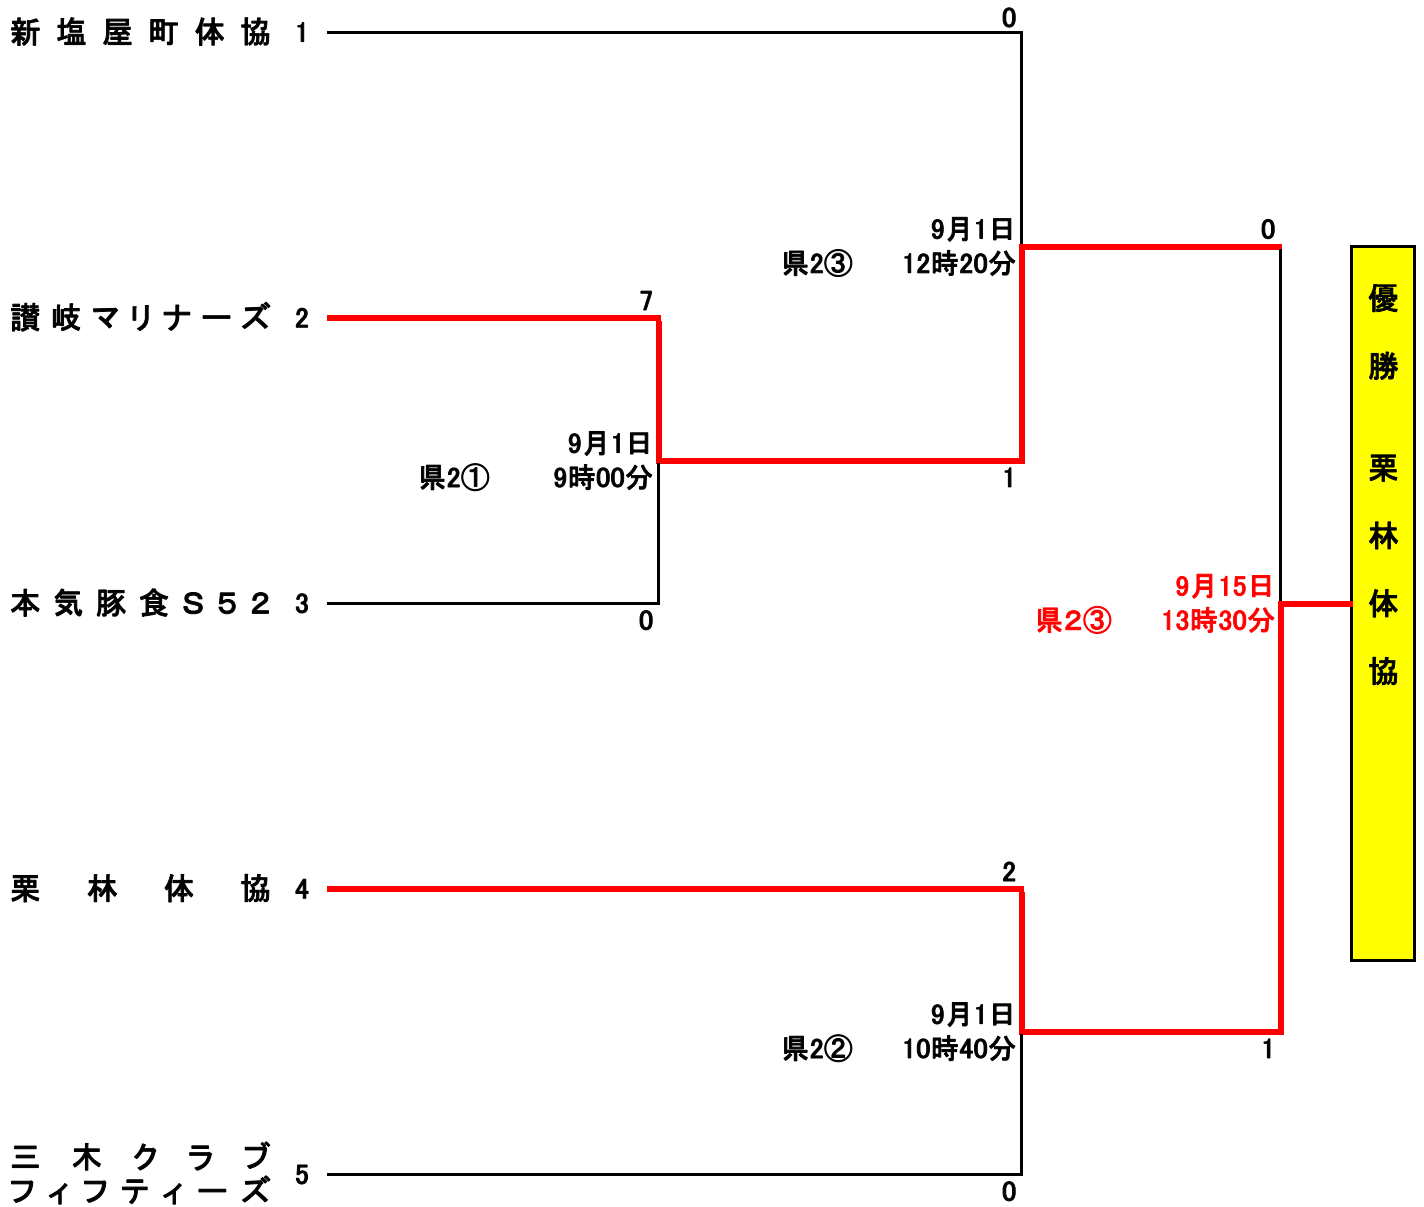 新塩屋町体協 1
0
9月1日
県2③ 12時20分
0
讃岐マリナーズ 2
7
9月1日
県2① 9時00分
1
本気豚食S52 3
0
9月15日
県2③ 13時30分
栗林体協 4
2
9月1日
県2② 10時40分
1
三木クラブ
フィフティーズ 5
0
優勝 栗林体協